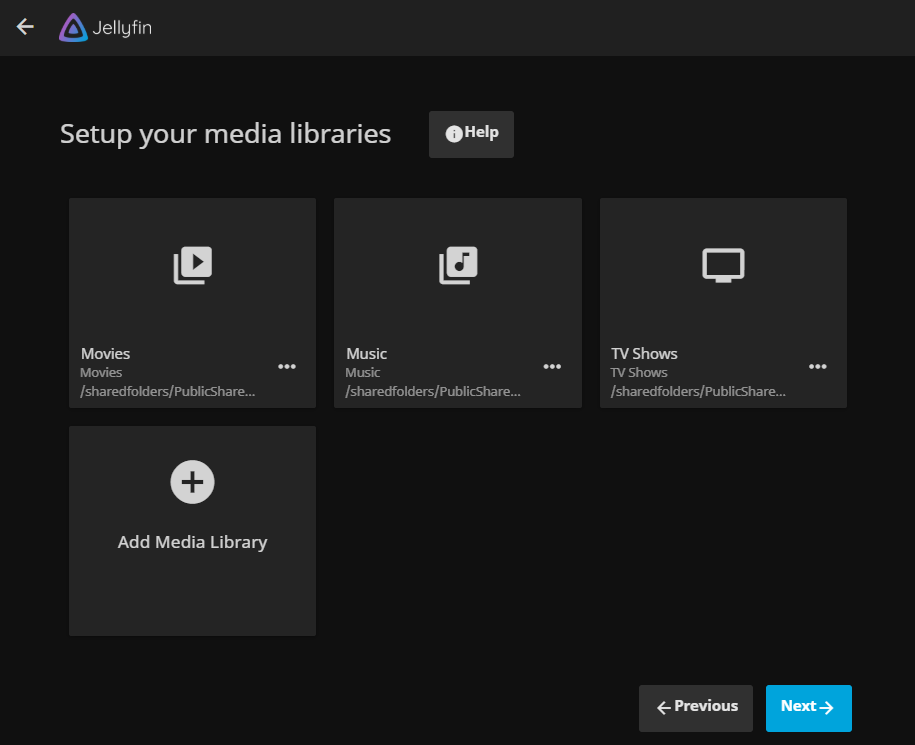 Jellyfin
Setup your media libraries
Help
Movies
Movies
/sharedfolders/PublicShare...
Music
Music
/sharedfolders/PublicShare...
TV Shows
TV Shows
/sharedfolders/PublicShare...
Add Media Library
Previous
Next